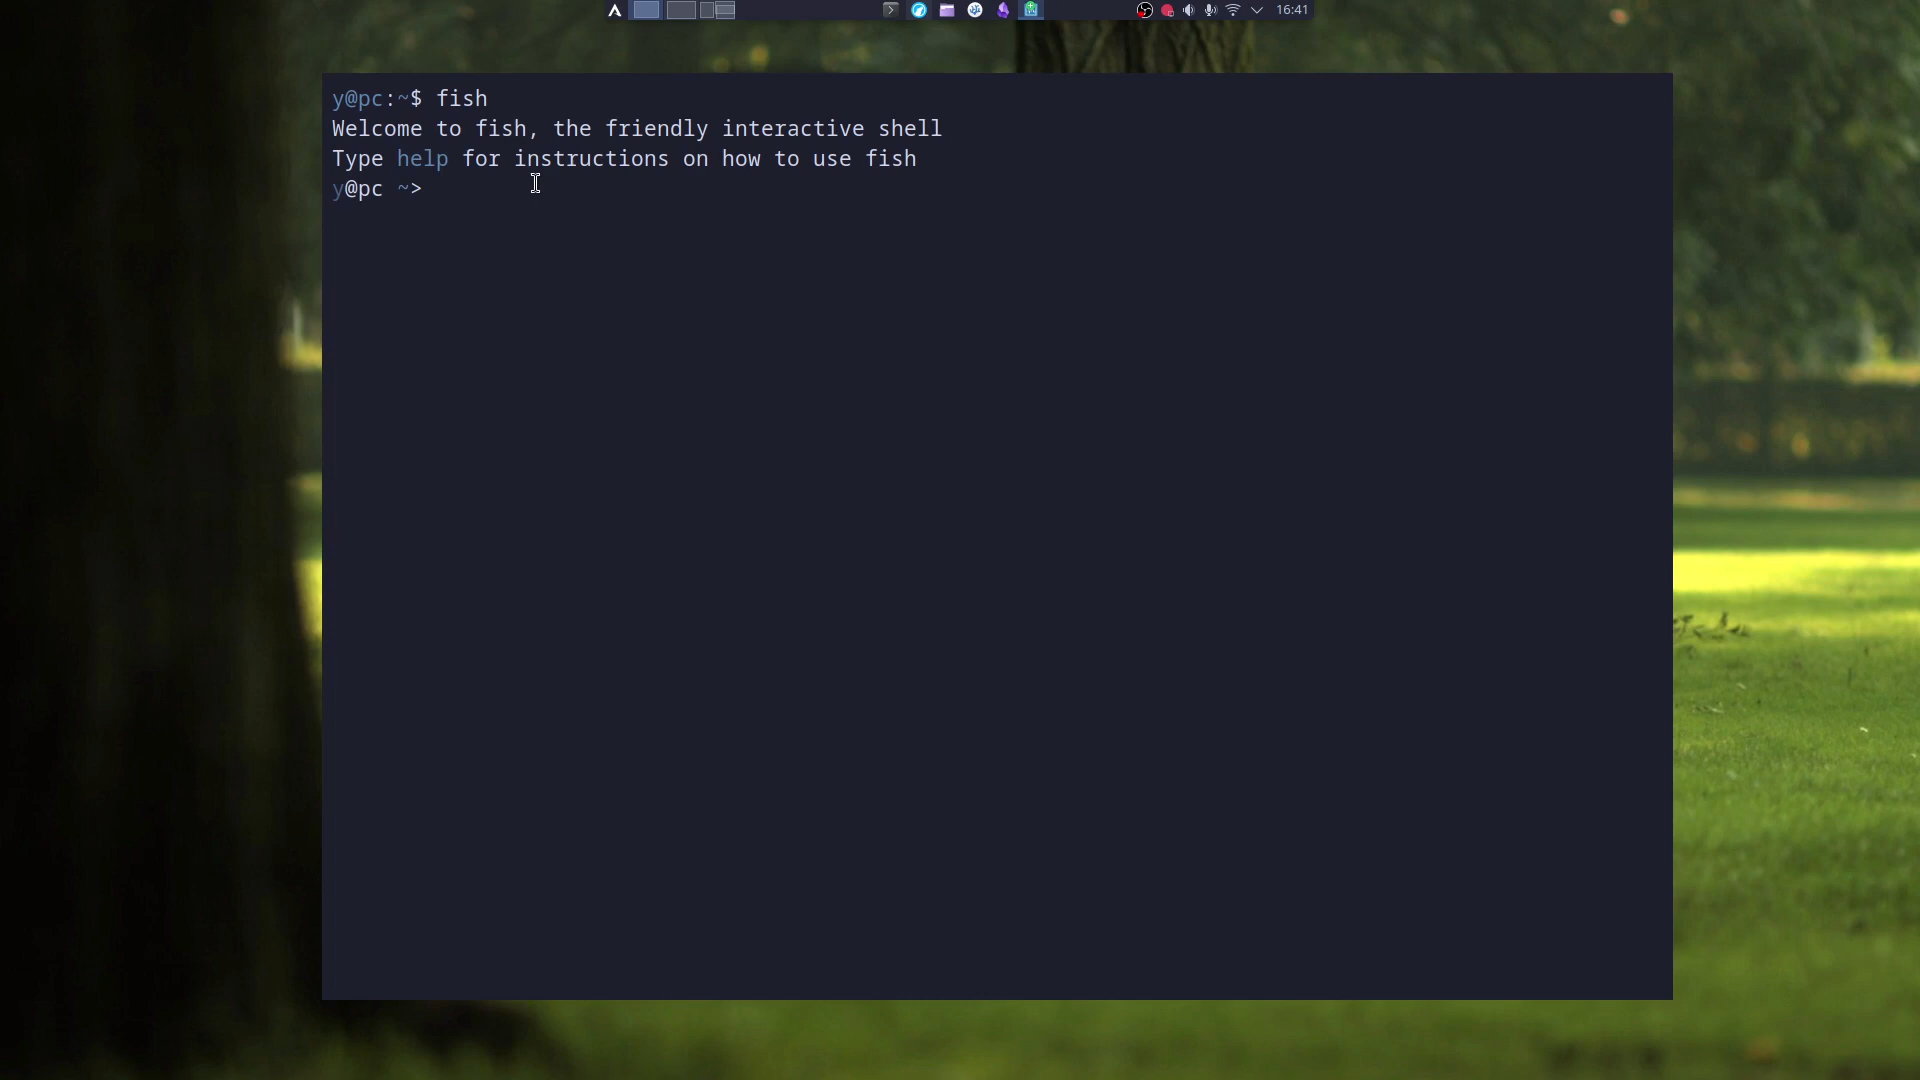 16:41
y@pc:~$ fish
Welcome to fish, the friendly interactive shell
Type help for instructions on how to use fish
y@pc ~>